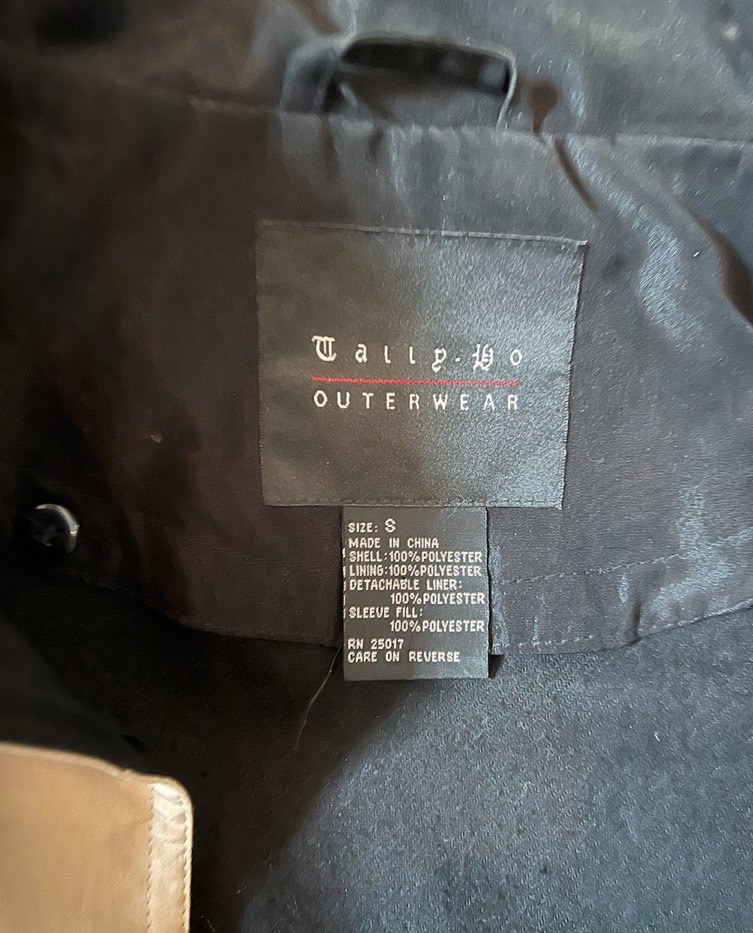 Tally-Ho
OUTERWEAR
SIZE: S
MADE IN CHINA
SHELL:100%POLYESTER
LINING:100%POLYESTER
DETACHABLE LINER:
100%POLYESTER
SLEEVE FILL:
100%POLYESTER
RN 25017
CARE ON REVERSE